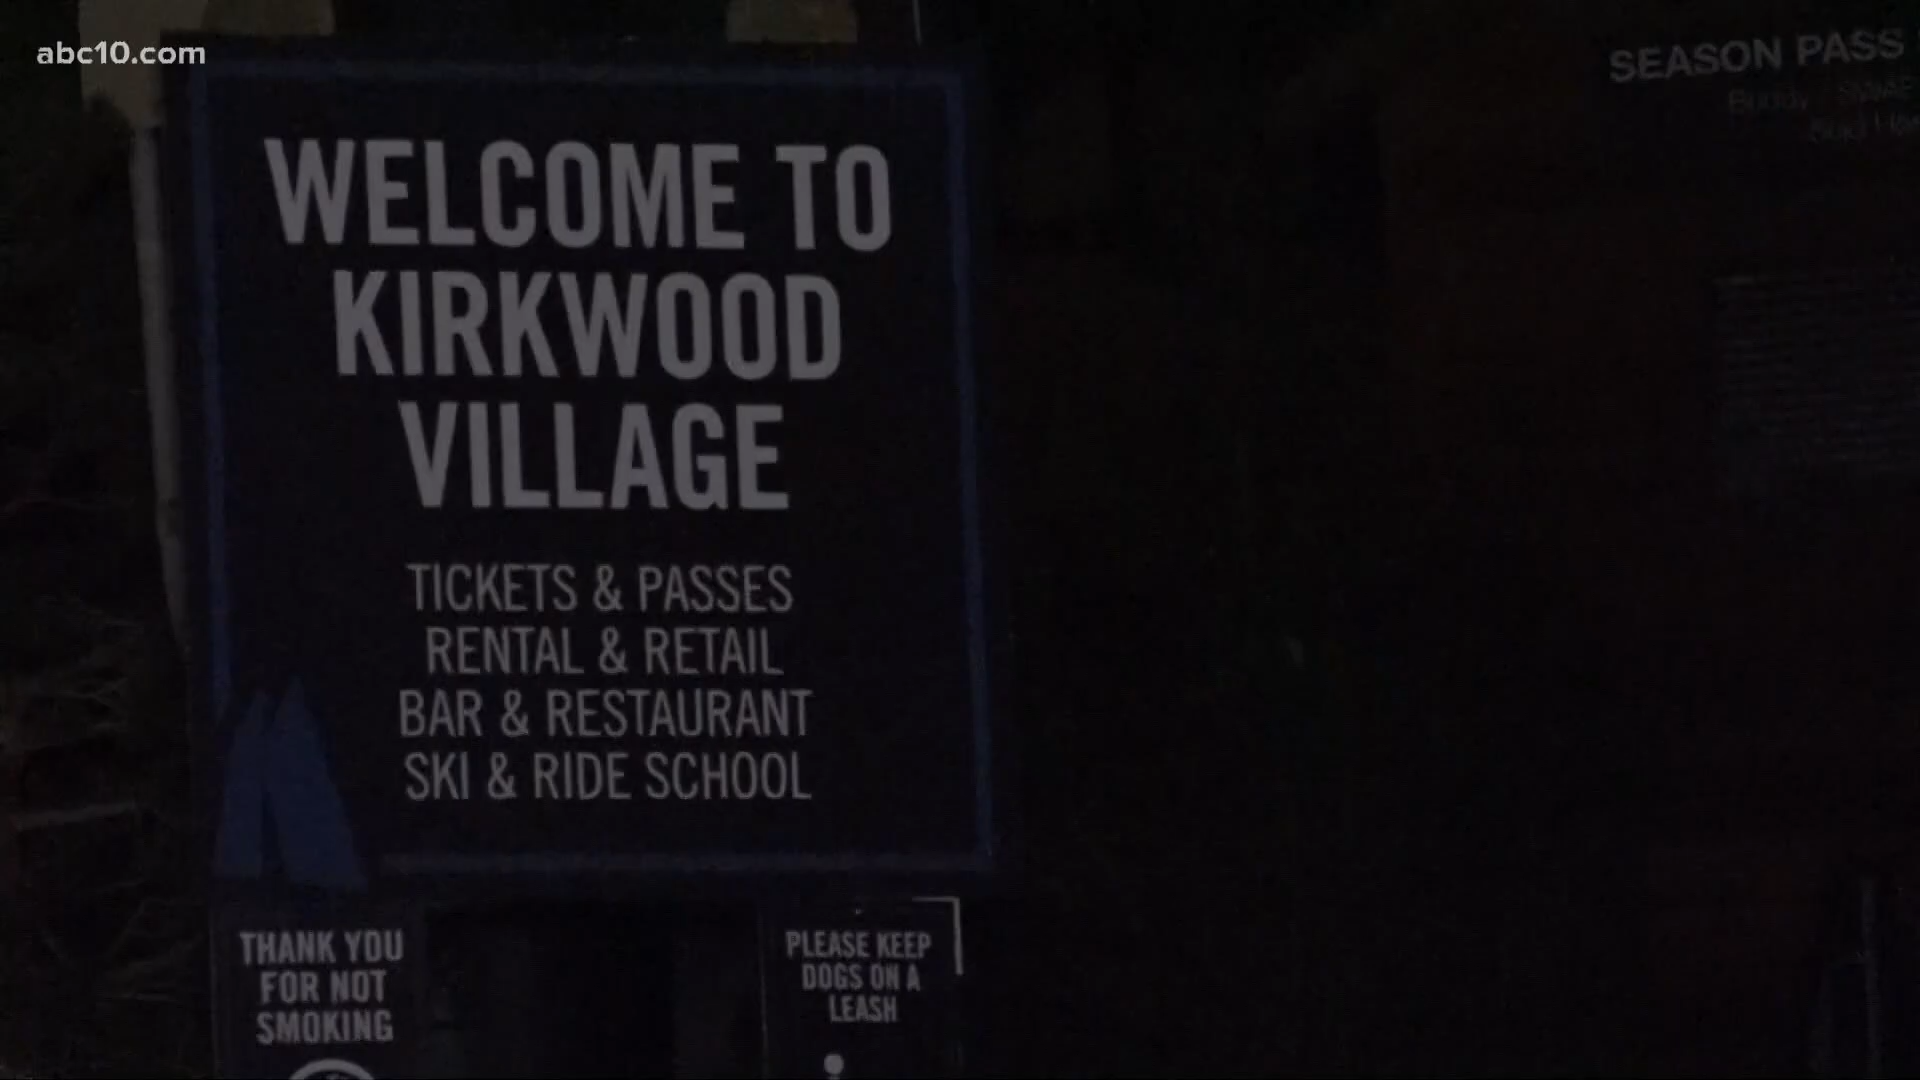 abc10.com
WELCOME TO
KIRKWOOD
VILLAGE
TICKETS & PASSES
RENTAL & RETAIL
BAR & RESTAURANT
SKI & RIDE SCHOOL
THANK YOU
FOR NOT
SMOKING
PLEASE KEEP
DOGS ON A
LEASH
SEASON PASS